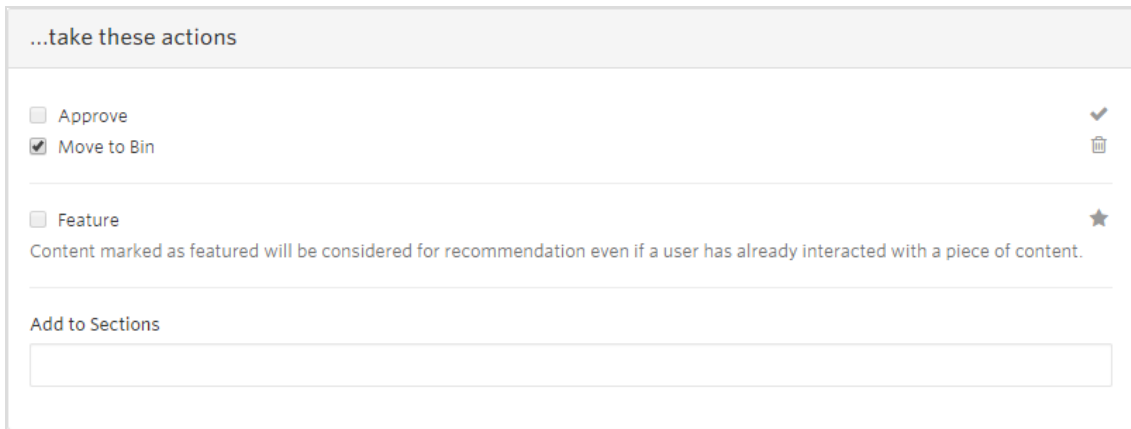 ...take these actions
Approve
Move to Bin
Feature
Content marked as featured will be considered for recommendation even if a user has already interacted with a piece of content.
Add to Sections